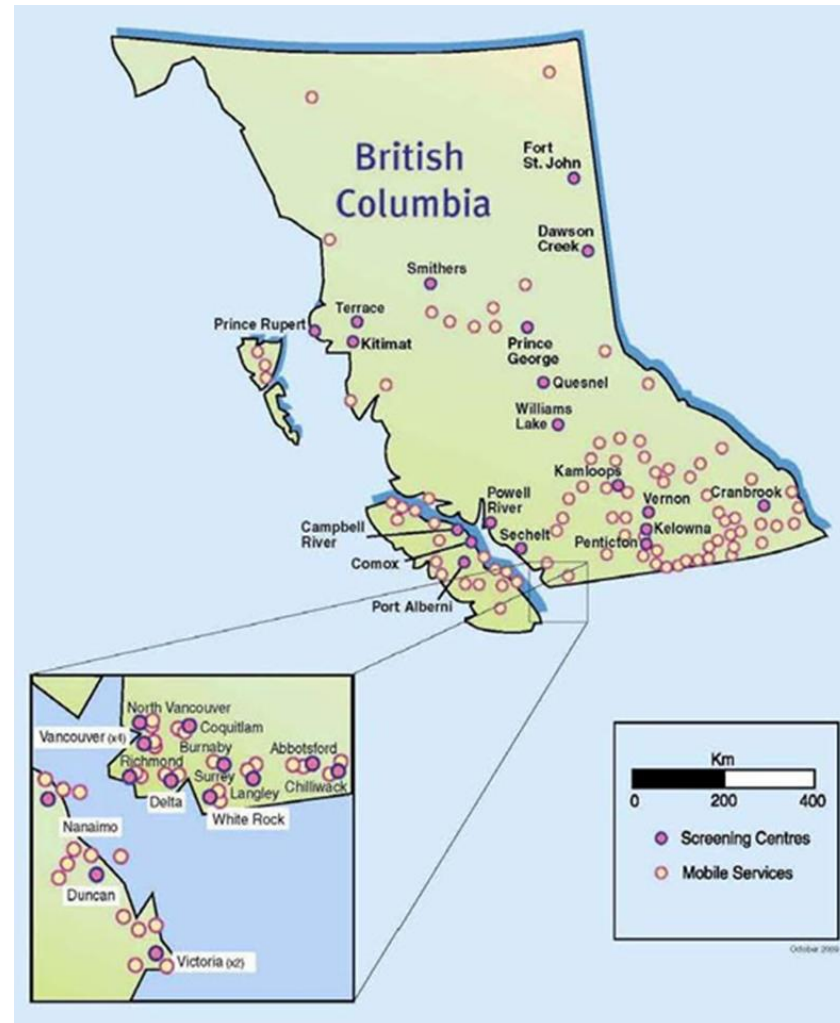 British
Columbia
Fort
St. John
Dawson
Creek
Smithers
Terrace
Prince Rupert
Kitimat
Prince
George
Quesnel
Williams
Lake
Kamloops
Vernon
Cranbrook
Powell
River
Kelowna
Campbell
River
Sechelt
Penticton
Comox
Port Alberni
North Vancouver
Coquitlam
Vancouver (x4)
Burnaby
Abbotsford
Richmond
Surrey
Chilliwack
Langley
Delta
White Rock
Nanaimo
Duncan
Victoria (x2)
Km
0 200 400
Screening Centres
Mobile Services
October 2009